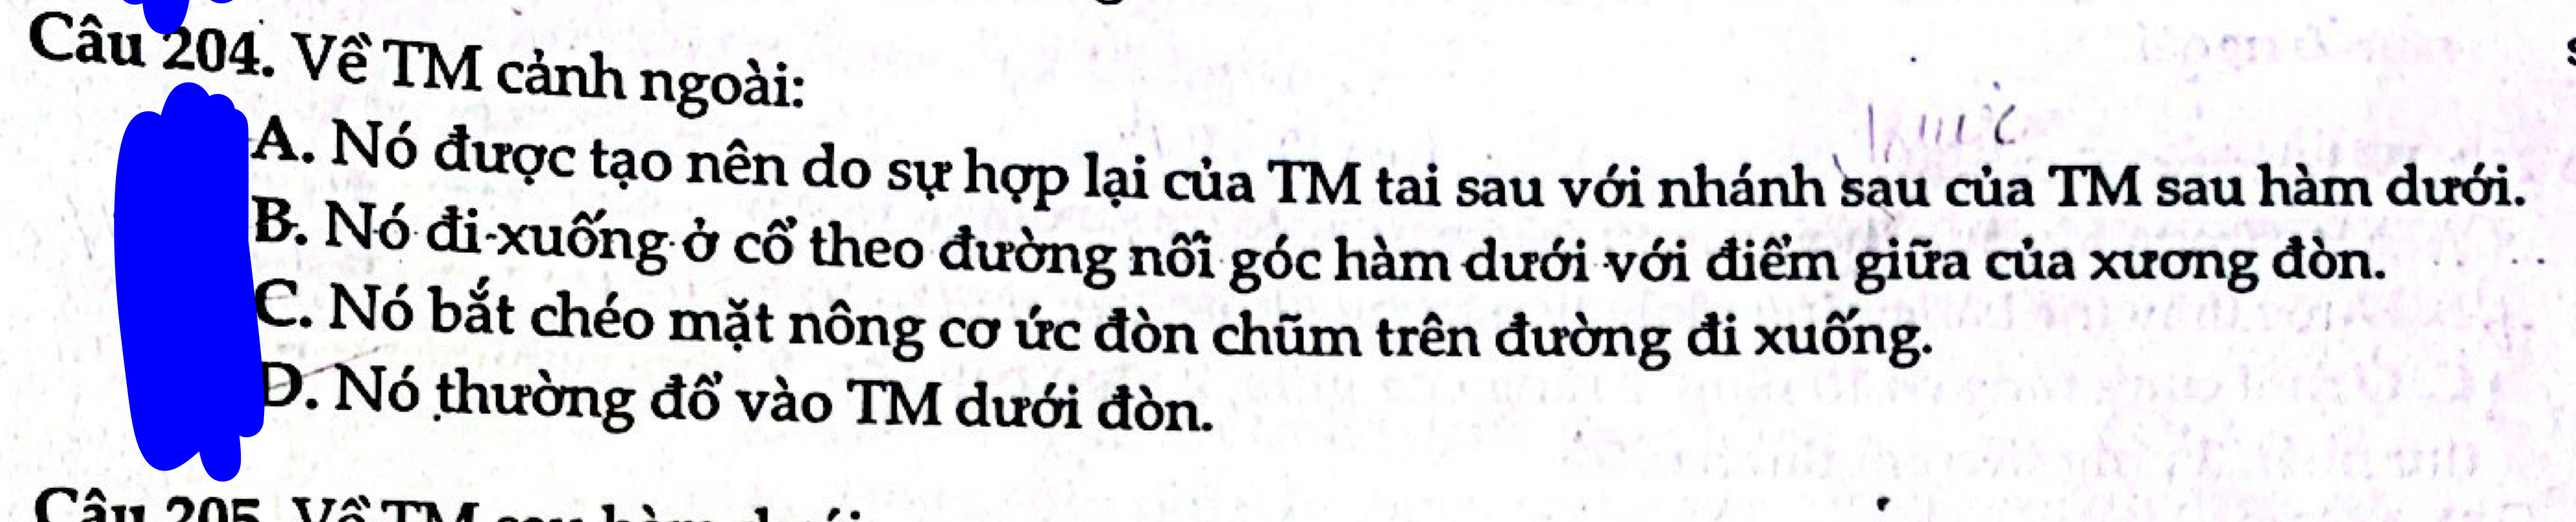 Câu 204. Về TM cảnh ngoài:
A. Nó được tạo nên do sự hợp lại của TM tai sau với nhánh sau của TM sau hàm dưới.
B. Nó đi xuống ở cổ theo đường nối góc hàm dưới với điểm giữa của xương đòn.
C. Nó bắt chéo mặt nông cơ ức đòn chũm trên đường đi xuống.
D. Nó thường đổ vào TM dưới đòn.
Câu 205. Về TM sau hàm dưới: